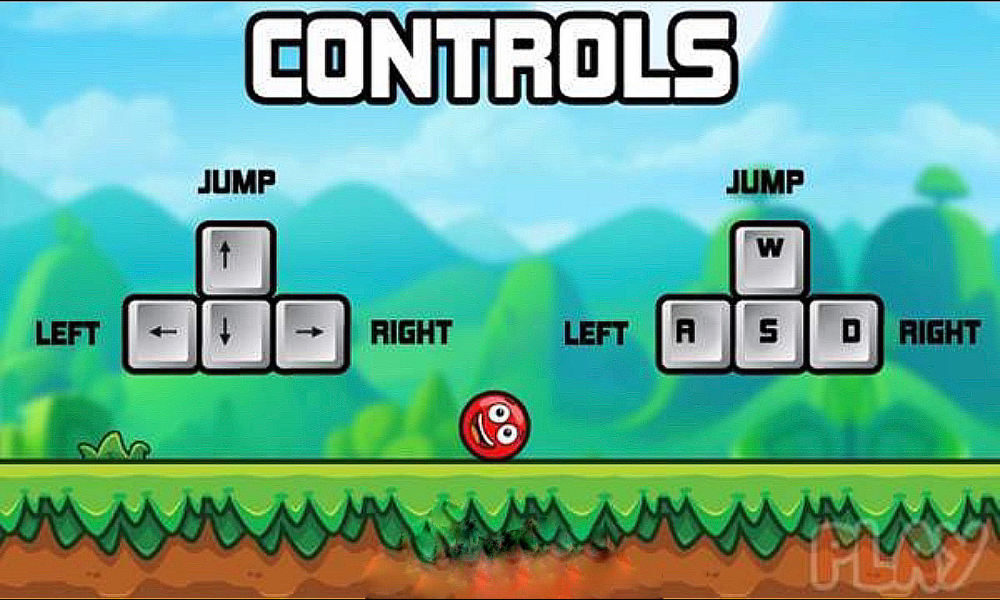 CONTROLS
JUMP
JUMP
↑
W
LEFT ← ↓ → RIGHT
LEFT A S D RIGHT
PLAY